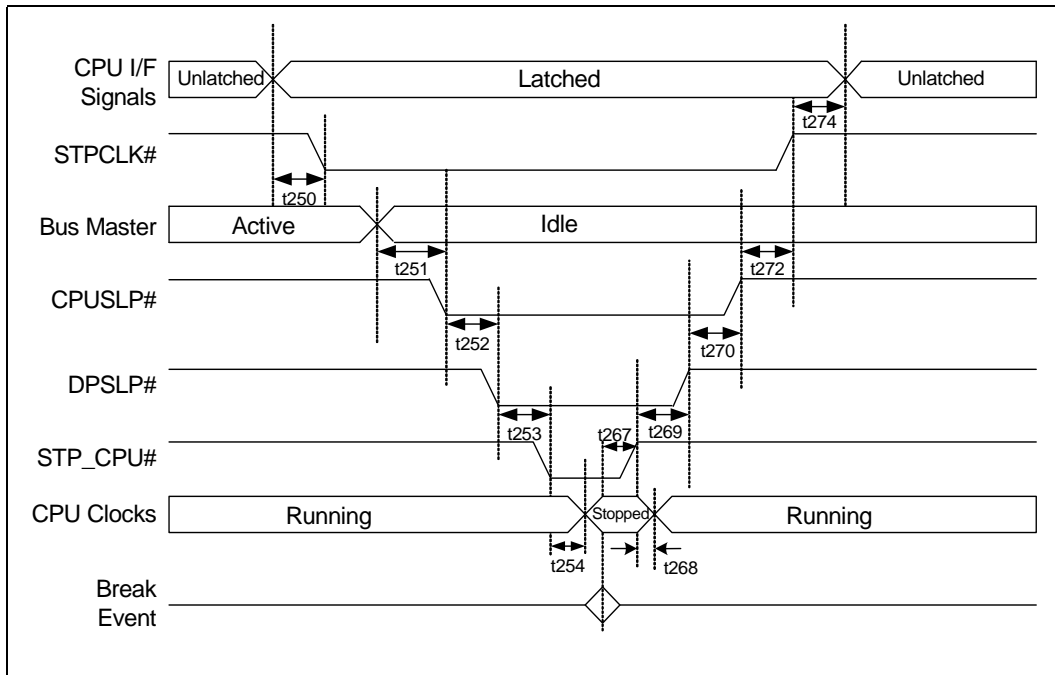 CPU I/F
Signals
Unlatched
Latched
Unlatched
t274
STPCLK#
t250
Bus Master
Active
Idle
t251
t272
CPUSLP#
t252
t270
DPSLP#
t253
t267
t269
STP_CPU#
CPU Clocks
Running
Stopped
Running
t254
t268
Break
Event